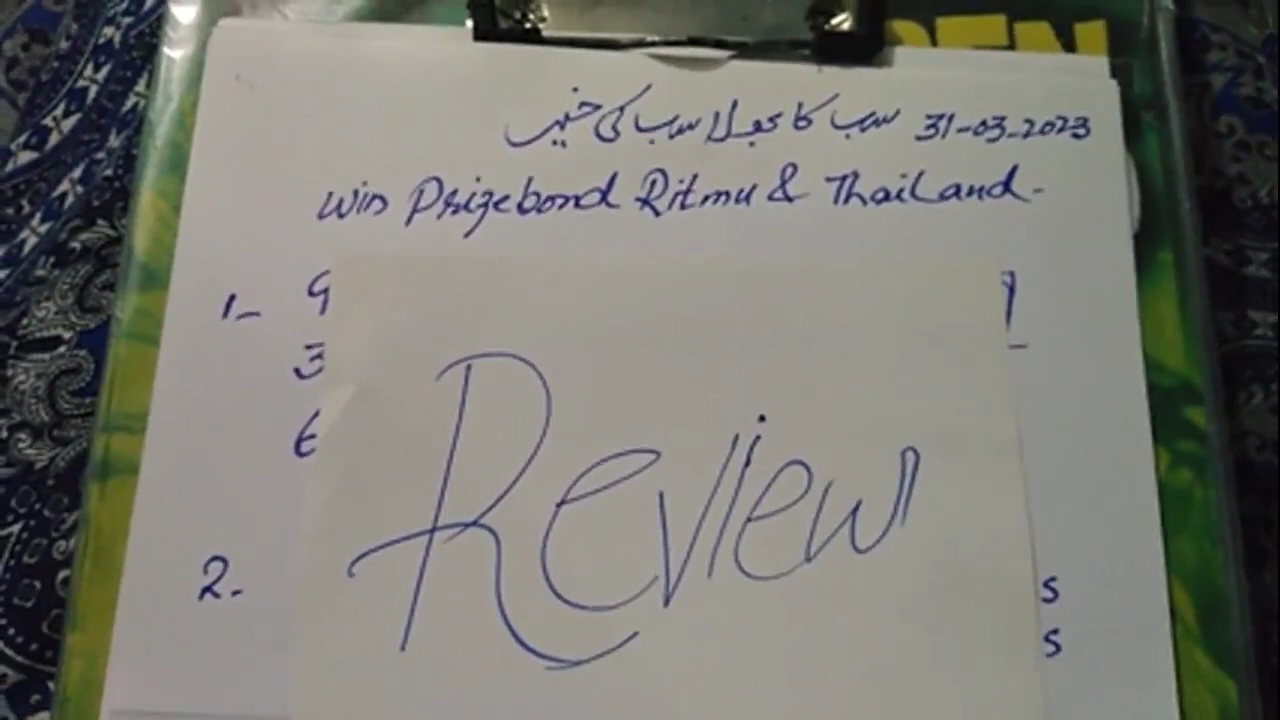 31-03-2023 سب کا بھلا سب کی خیر
Win Prizebond Ritmu & Thailand-
1- 9
3
6
Review
2-
s
s